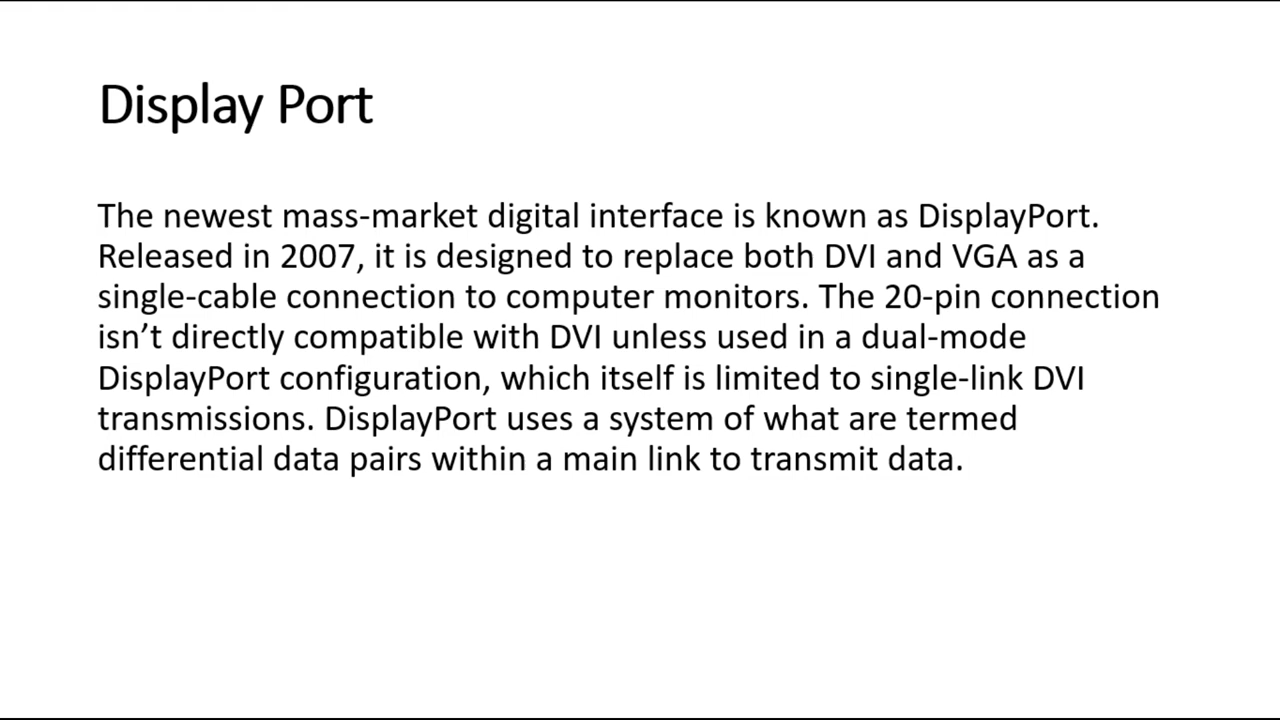 Display Port
The newest mass-market digital interface is known as DisplayPort.
Released in 2007, it is designed to replace both DVI and VGA as a
single-cable connection to computer monitors. The 20-pin connection
isn’t directly compatible with DVI unless used in a dual-mode
DisplayPort configuration, which itself is limited to single-link DVI
transmissions. DisplayPort uses a system of what are termed
differential data pairs within a main link to transmit data.